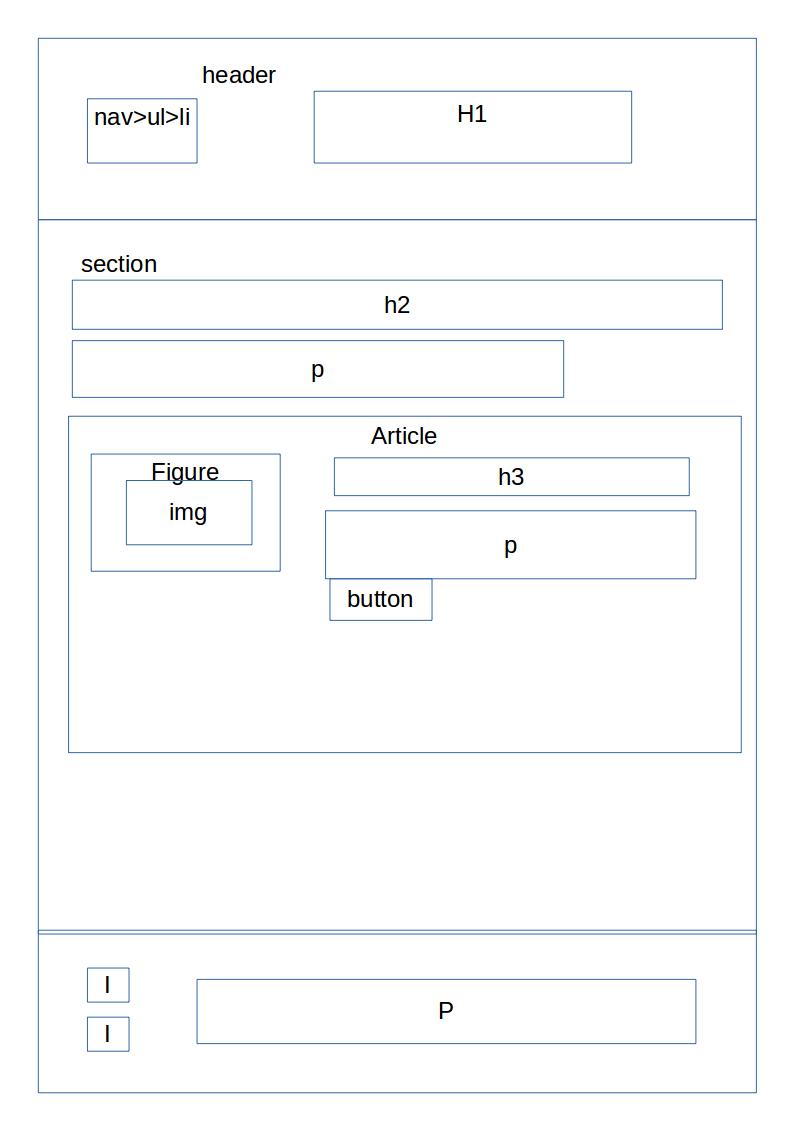 header
nav>ul>li
H1
section
h2
p
Article
Figure
img
h3
p
button
I
I
P